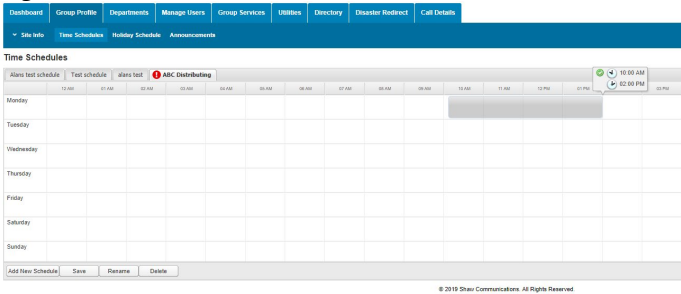 Dashboard Group Profile Departments Manage Users Group Services Utilities Directory Disaster Redirect Call Details
Site Info Time Schedules Holiday Schedule Announcements
Time Schedules
Alans test schedule Test schedule alans test ABC Distributing
10:00 AM
02:00 PM
12 AM 01 AM 02 AM 03 AM 04 AM 05 AM 06 AM 07 AM 08 AM 09 AM 10 AM 11 AM 12 PM 01 PM 03 PM
Monday
Tuesday
Wednesday
Thursday
Friday
Saturday
Sunday
Add New Schedule Save Rename Delete
© 2019 Shaw Communications. All Rights Reserved.